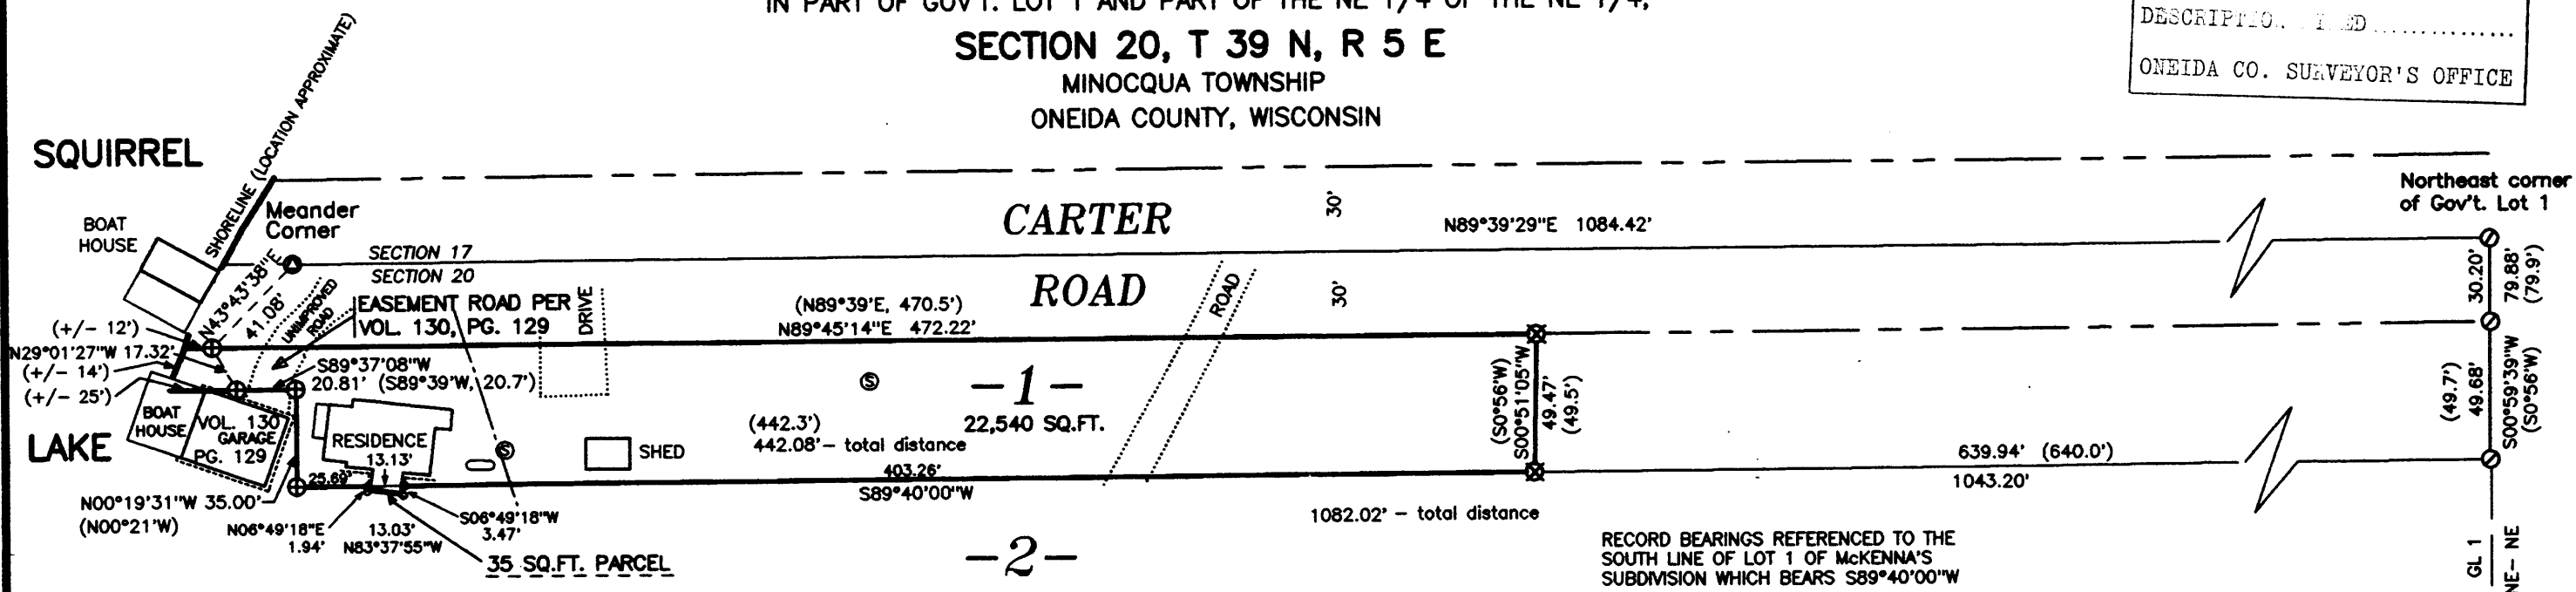 IN PART OF GOV'T. LOT 1 AND PART OF THE NE 1/4 OF THE NE 1/4,
SECTION 20, T 39 N, R 5 E
MINOCQUA TOWNSHIP
ONEIDA COUNTY, WISCONSIN
ONEIDA CO. SURVEYOR'S OFFICE
SQUIRREL
LAKE
SHORELINE (LOCATION APPROXIMATE)
BOAT
HOUSE
Meander
Corner
SECTION 17
SECTION 20
CARTER
ROAD
30'
30'
N89°39'29"E 1084.42'
Northeast corner
of Gov't. Lot 1
N43°43'38"E
41.08'
UNIMPROVED
ROAD
EASEMENT ROAD PER
VOL. 130, PG. 129
DRIVE
(N89°39'E, 470.5')
N89°45'14"E 472.22'
ROAD
30.20'
79.88'
(79.9')
(+/- 12')
N29°01'27"W 17.32'
(+/- 14')
(+/- 25')
S89°37'08"W
20.81' (S89°39'W, 20.7')
S
-1-
22,540 SQ.FT.
(S0°56'W)
S00°51'05"W
49.47'
(49.5')
(49.7')
49.68'
S00°59'39"W
(S0°56'W)
BOAT
HOUSE
VOL. 130
GARAGE
PG. 129
RESIDENCE
13.13'
S
SHED
(442.3')
442.08'- total distance
403.26'
S89°40'00"W
639.94' (640.0')
1043.20'
25.69'
N00°19'31"W 35.00'
(N00°21'W)
N06°49'18"E
1.94'
13.03'
N83°37'55"W
S06°49'18"W
3.47'
35 SQ.FT. PARCEL
-2-
1082.02' - total distance
RECORD BEARINGS REFERENCED TO THE
SOUTH LINE OF LOT 1 OF McKENNA'S
SUBDIVISION WHICH BEARS S89°40'00"W
GL 1
NE- NE